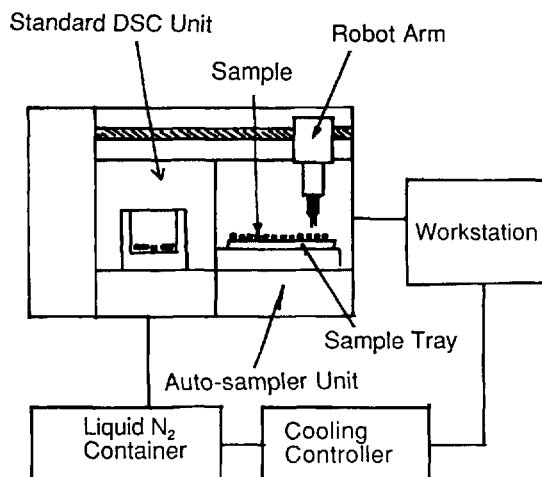 Standard DSC Unit
Robot Arm
Sample
Workstation
Sample Tray
Auto-sampler Unit
Liquid N₂
Container
Cooling
Controller